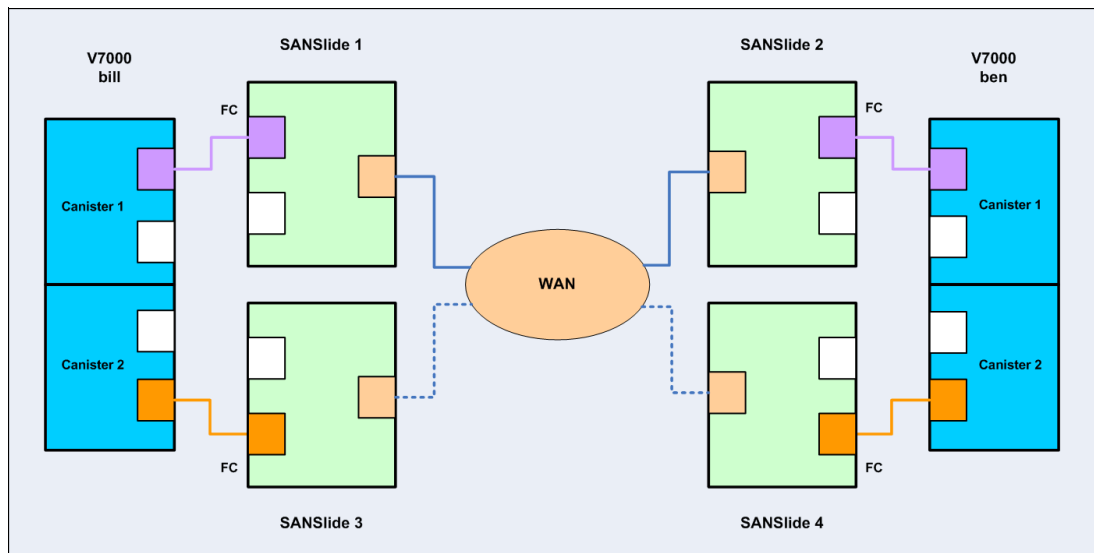 SANSlide 1
SANSlide 2
V7000
bill
V7000
ben
FC
FC
Canister 1
Canister 1
WAN
Canister 2
Canister 2
FC
FC
SANSlide 3
SANSlide 4